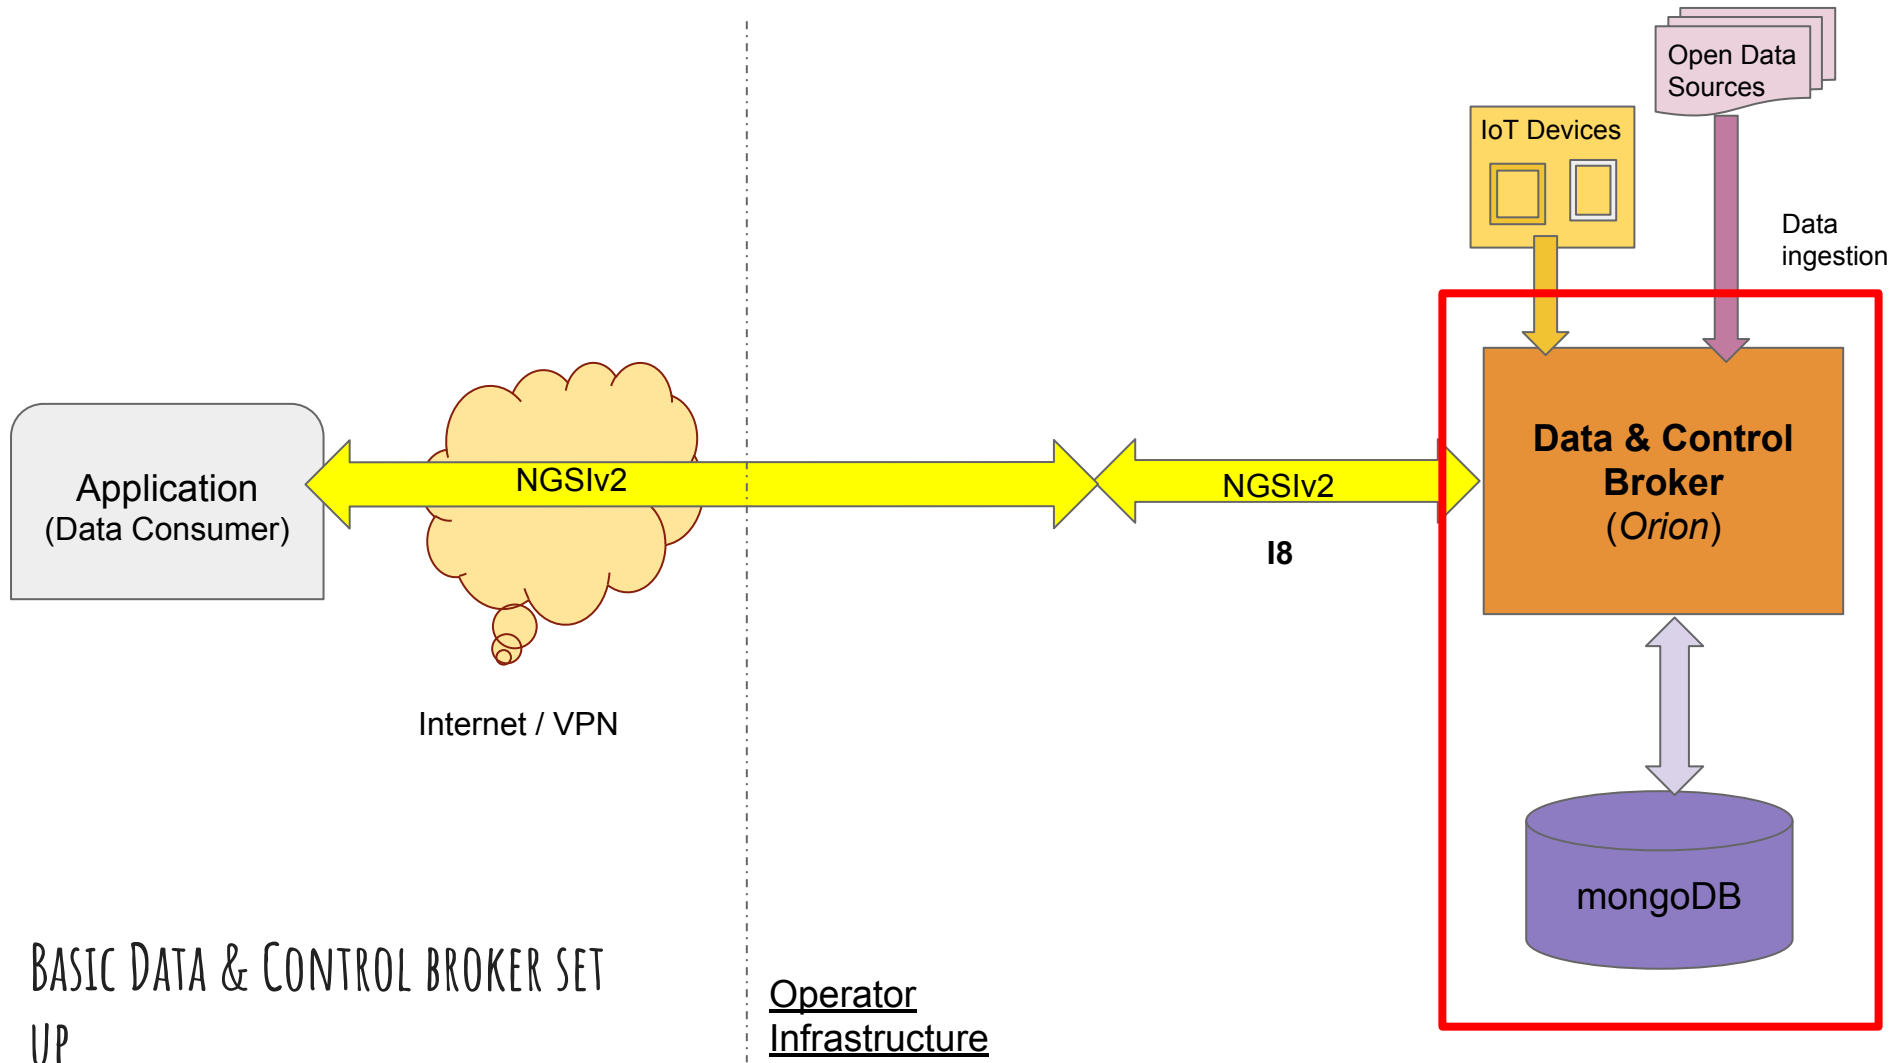 Open Data
Sources
IoT Devices
Data
ingestion
Application
(Data Consumer)
NGSIv2
NGSIv2
I8
Data & Control
Broker
(Orion)
Internet / VPN
mongoDB
Basic Data & Control broker set
up
Operator
Infrastructure